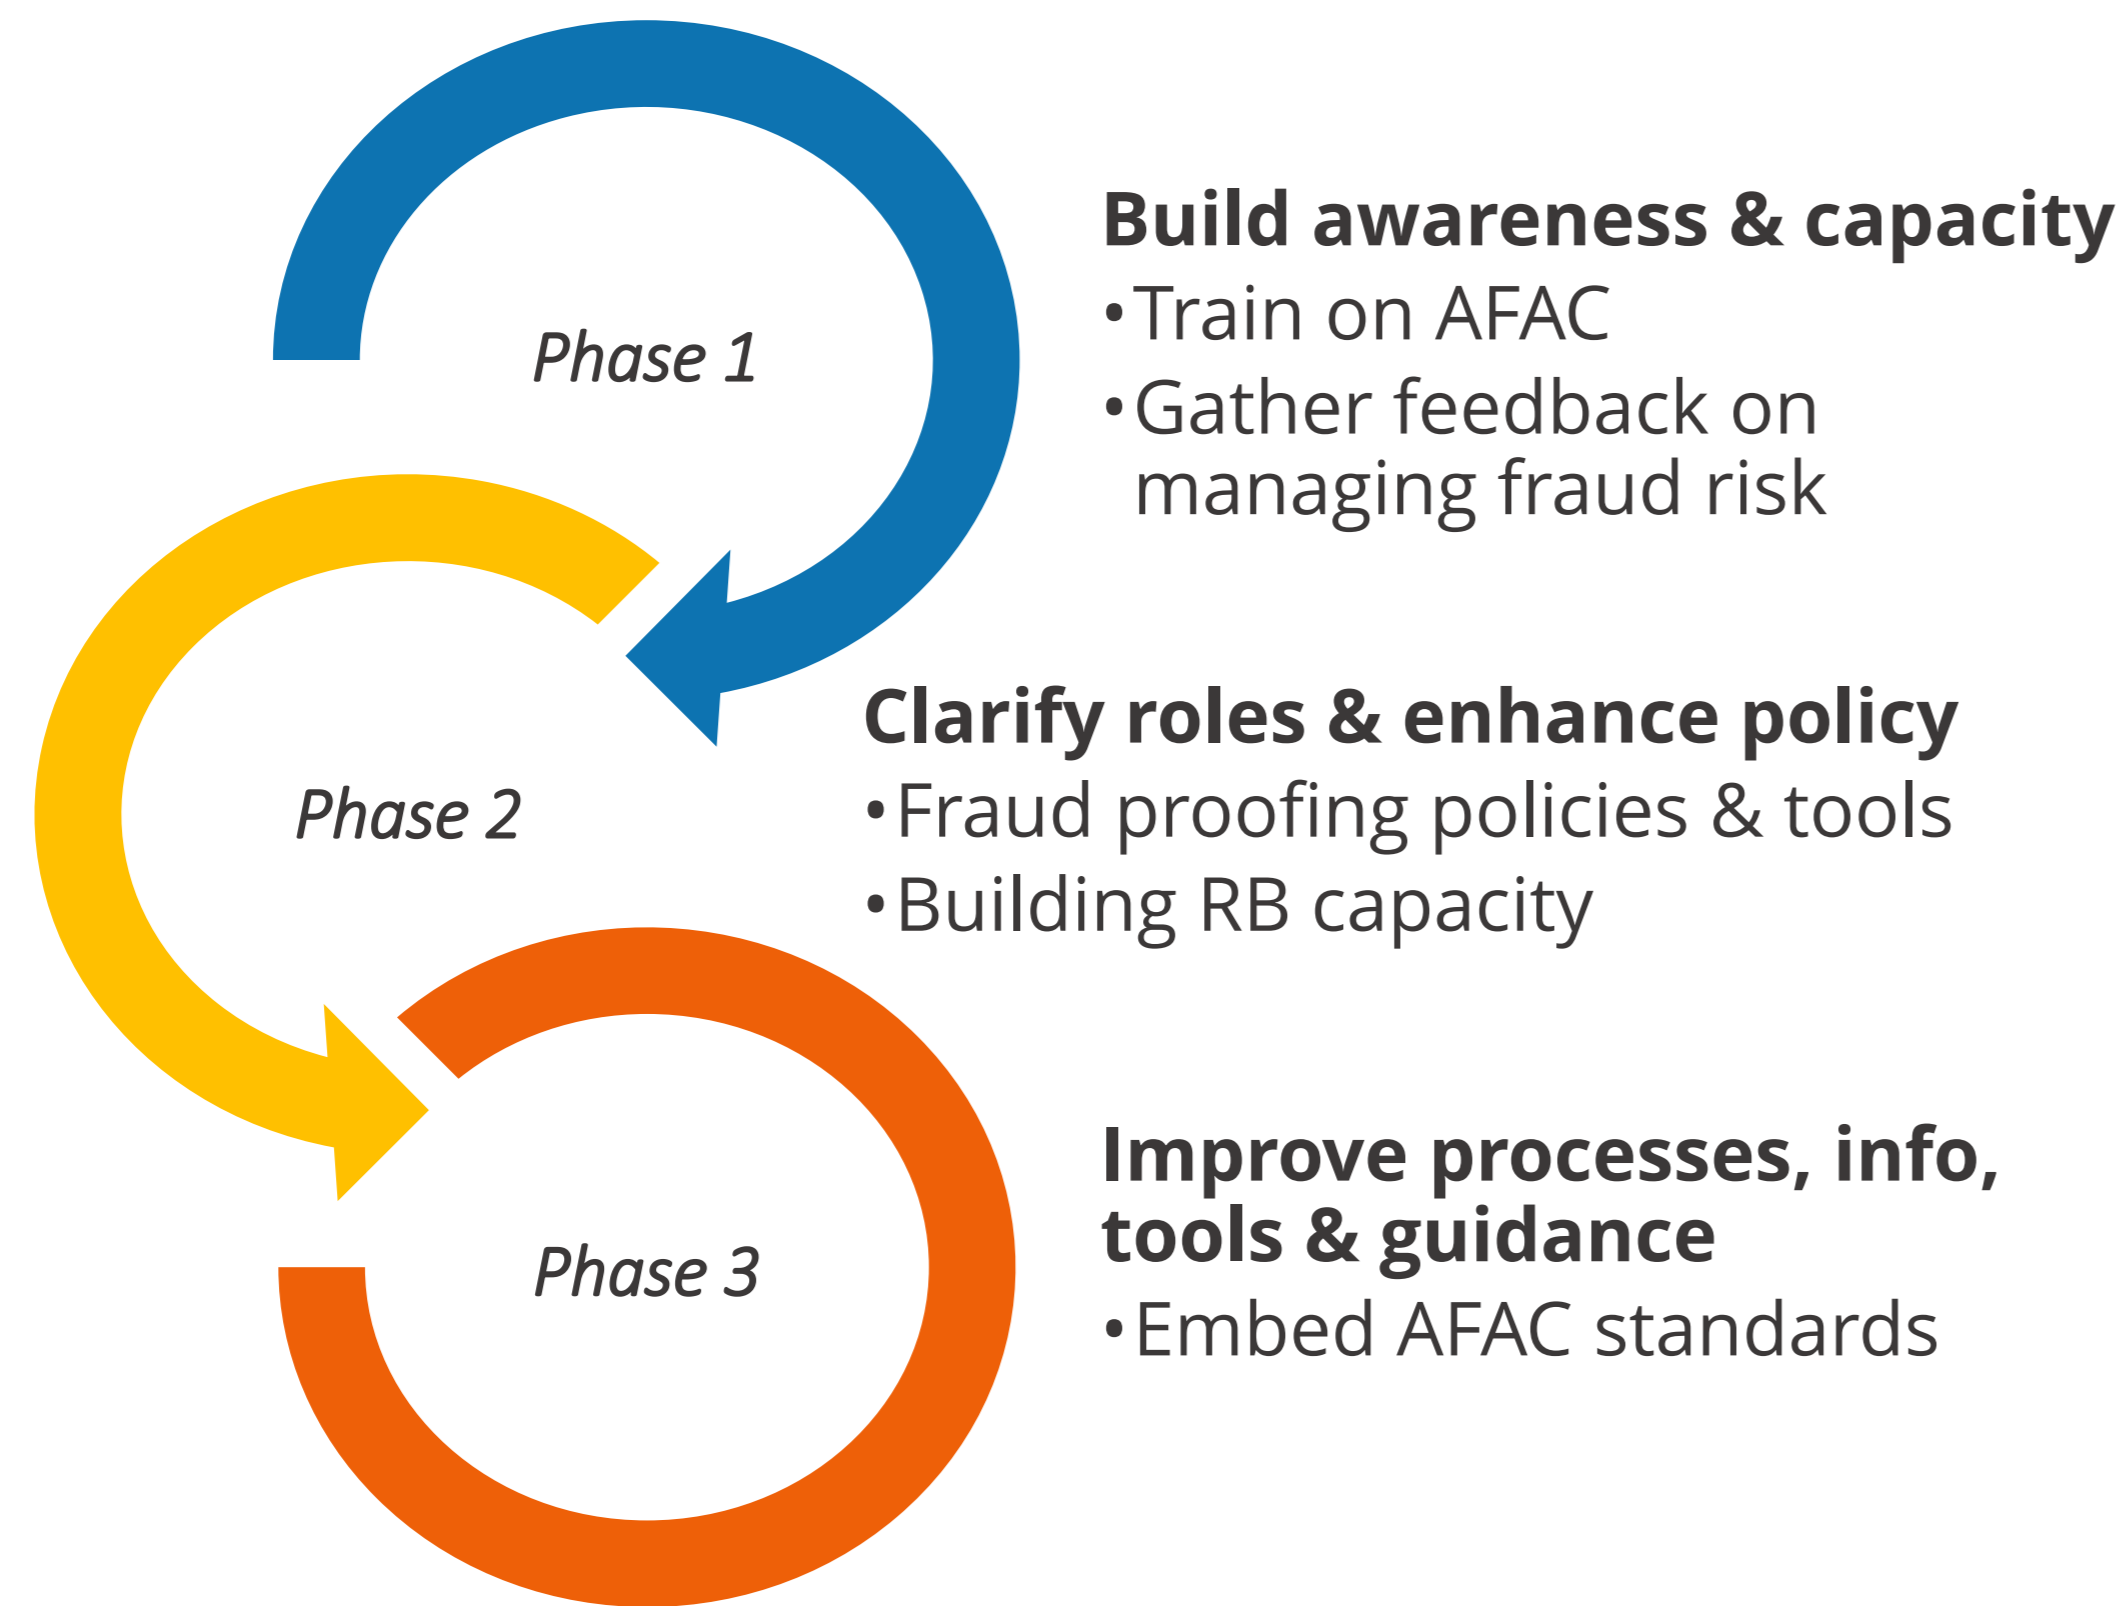 Phase 1
Build awareness & capacity
•Train on AFAC
•Gather feedback on
managing fraud risk
Phase 2
Clarify roles & enhance policy
•Fraud proofing policies & tools
•Building RB capacity
Phase 3
Improve processes, info,
tools & guidance
•Embed AFAC standards